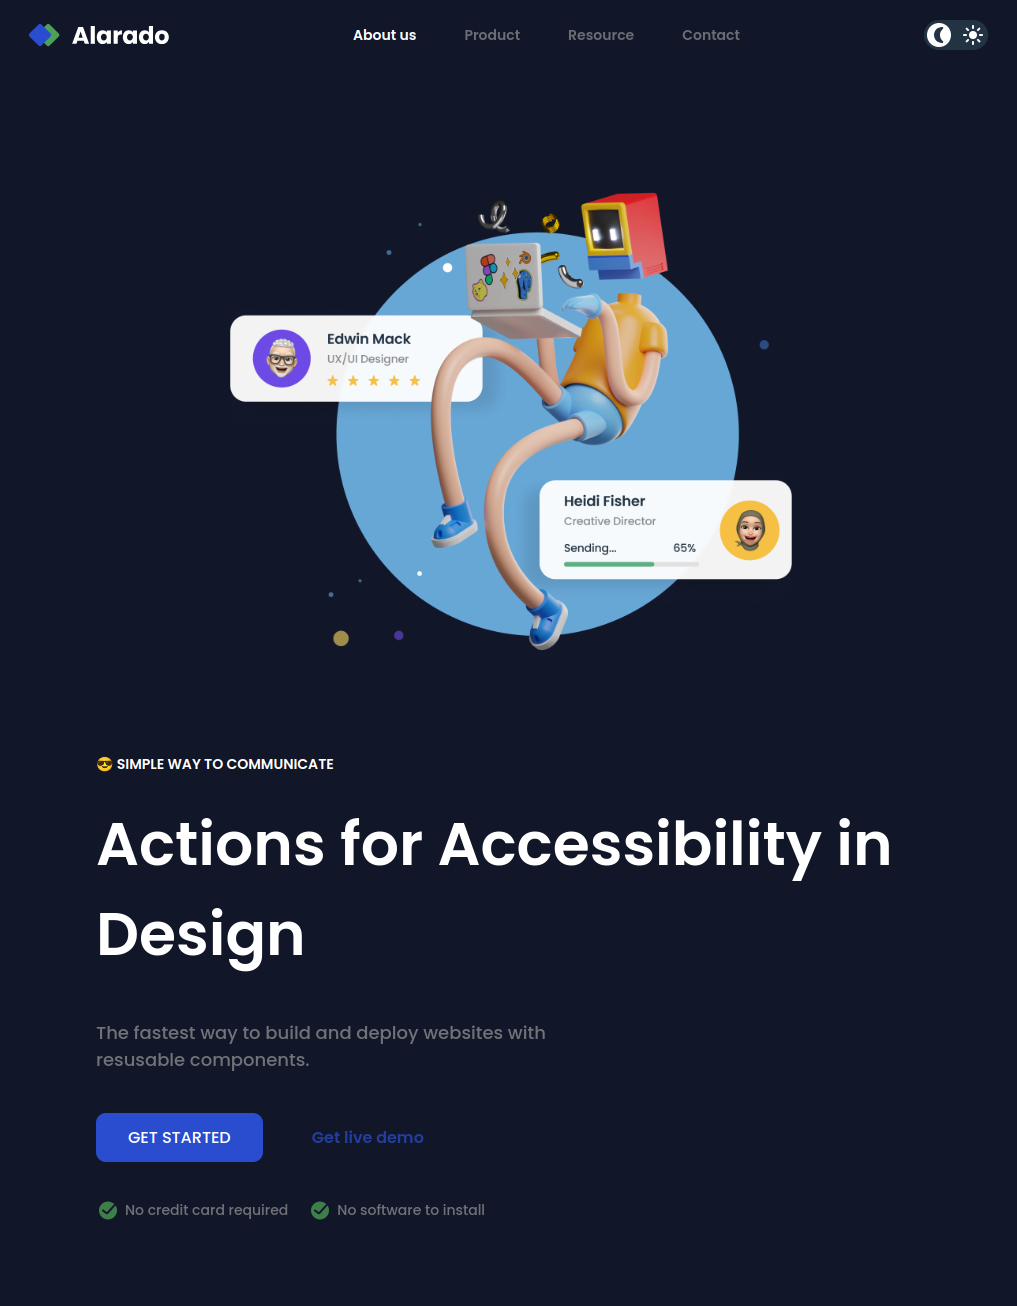 Alarado
About us
Product
Resource
Contact
Edwin Mack
UX/UI Designer
Heidi Fisher
Creative Director
Sending... 65%
😎 SIMPLE WAY TO COMMUNICATE
Actions for Accessibility in
Design
The fastest way to build and deploy websites with
resusable components.
GET STARTED
Get live demo
No credit card required
No software to install